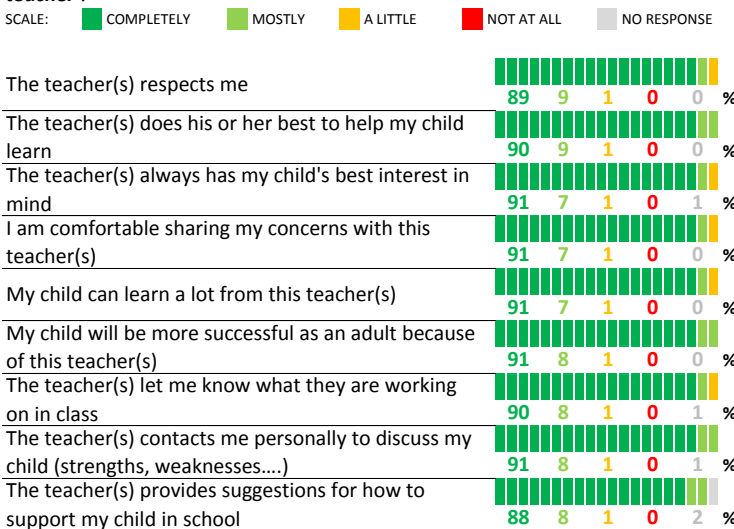 SCALE: COMPLETELY MOSTLY A LITTLE NOT AT ALL NO RESPONSE
The teacher(s) respects me
89 9 1 0 0 %
The teacher(s) does his or her best to help my child
learn
90 9 1 0 0 %
The teacher(s) always has my child's best interest in
mind
91 7 1 0 1 %
I am comfortable sharing my concerns with this
teacher(s)
91 7 1 0 0 %
My child can learn a lot from this teacher(s)
91 7 1 0 0 %
My child will be more successful as an adult because
of this teacher(s)
91 8 1 0 0 %
The teacher(s) let me know what they are working
on in class
90 8 1 0 1 %
The teacher(s) contacts me personally to discuss my
child (strengths, weaknesses....)
91 8 1 0 1 %
The teacher(s) provides suggestions for how to
support my child in school
88 8 1 0 2 %